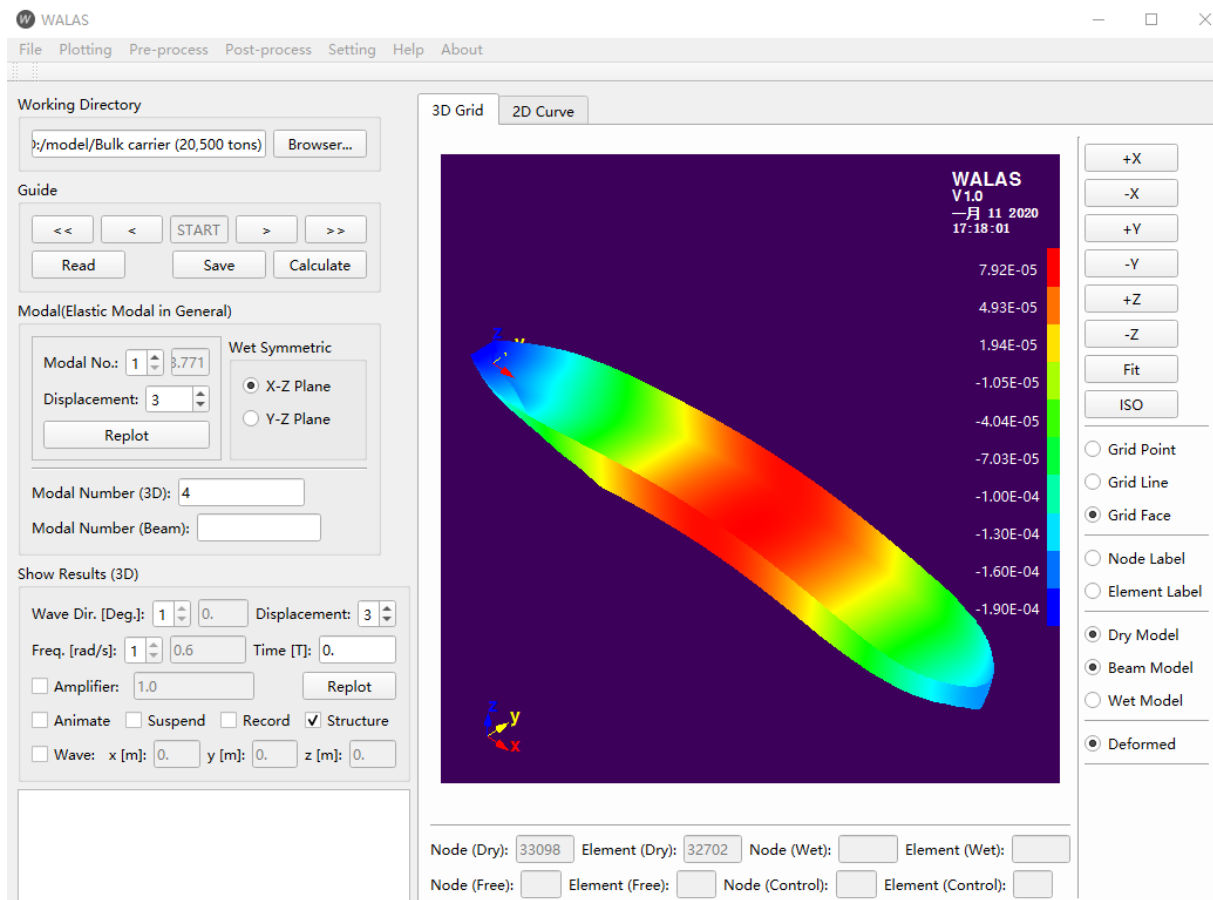 WALAS
File Plotting Pre-process Post-process Setting Help About
Working Directory
):/model/Bulk carrier (20,500 tons) Browser...
Guide
<< < START > >>
Read Save Calculate
Modal(Elastic Modal in General)
Modal No.: 1 3.771
Displacement: 3
Replot
Wet Symmetric
X-Z Plane
Y-Z Plane
Modal Number (3D): 4
Modal Number (Beam):
Show Results (3D)
Wave Dir. [Deg.]: 1 0. Displacement: 3
Freq. [rad/s]: 1 0.6 Time [T]: 0.
Amplifier: 1.0 Replot
Animate Suspend Record Structure
Wave: x [m]: 0. y [m]: 0. z [m]: 0.
3D Grid 2D Curve
WALAS
V1.0
一月 11 2020
17:18:01
7.92E-05
4.93E-05
1.94E-05
-1.05E-05
-4.04E-05
-7.03E-05
-1.00E-04
-1.30E-04
-1.60E-04
-1.90E-04
z
y
z
y
x
+X
-X
+Y
-Y
+Z
-Z
Fit
ISO
Grid Point
Grid Line
Grid Face
Node Label
Element Label
Dry Model
Beam Model
Wet Model
Deformed
Node (Dry): 33098 Element (Dry): 32702 Node (Wet): Element (Wet):
Node (Free): Element (Free): Node (Control): Element (Control):